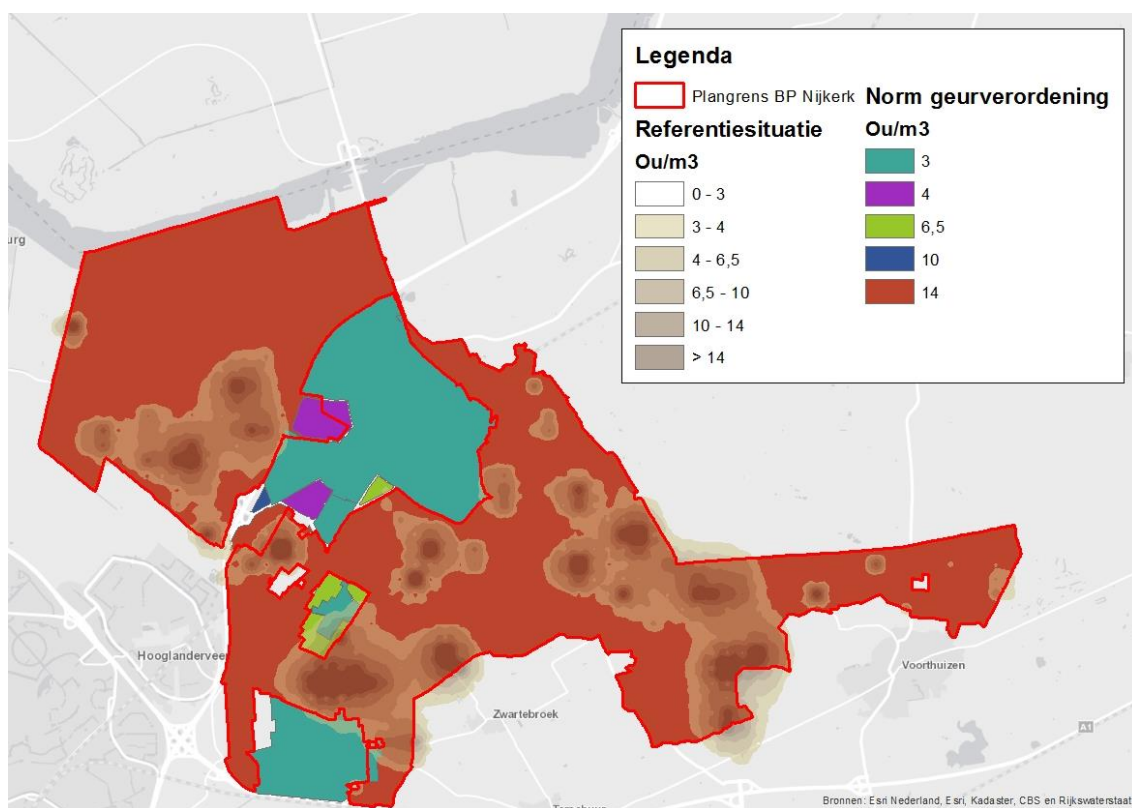 Legenda
Plangrens BP Nijkerk
Norm geurverordening
Referentiesituatie
Ou/m3
Ou/m3
0 - 3
3
3 - 4
4
4 - 6,5
6,5
6,5 - 10
10
10 - 14
14
> 14
urg
Hooglanderveen
Voorthuizen
Zwartebroek
A1
Bronnen: Esri Nederland, Esri, Kadaster, CBS en Rijkswaterstaat